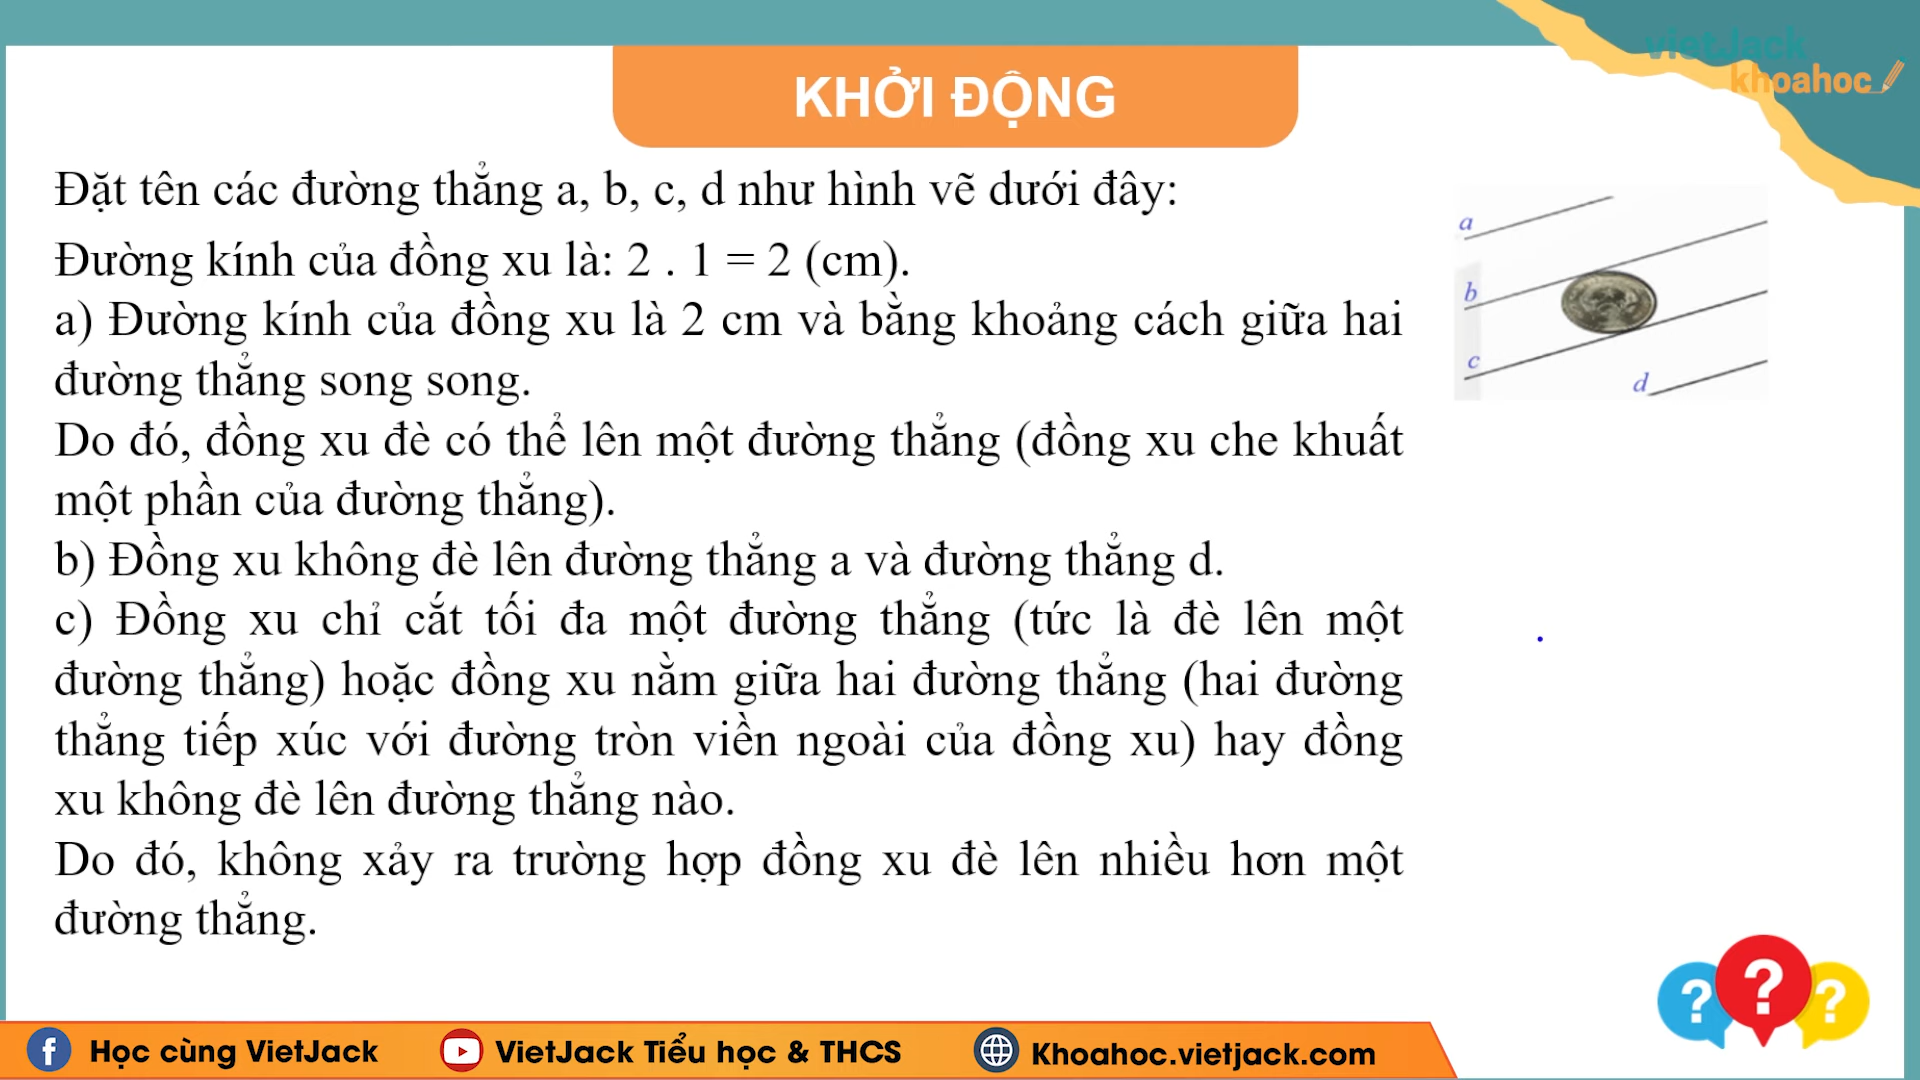 vietJack
khoahoc
KHỞI ĐỘNG
Đặt tên các đường thẳng a, b, c, d như hình vẽ dưới đây:
Đường kính của đồng xu là: 2 . 1 = 2 (cm).
a) Đường kính của đồng xu là 2 cm và bằng khoảng cách giữa hai
đường thẳng song song.
Do đó, đồng xu đè có thể lên một đường thẳng (đồng xu che khuất
một phần của đường thẳng).
b) Đồng xu không đè lên đường thẳng a và đường thẳng d.
c) Đồng xu chỉ cắt tối đa một đường thẳng (tức là đè lên một
đường thẳng) hoặc đồng xu nằm giữa hai đường thẳng (hai đường
thẳng tiếp xúc với đường tròn viền ngoài của đồng xu) hay đồng
xu không đè lên đường thẳng nào.
Do đó, không xảy ra trường hợp đồng xu đè lên nhiều hơn một
đường thẳng.
a
b
c
d
? ? ?
f Học cùng VietJack
VietJack Tiểu học & THCS
Khoahoc.vietjack.com